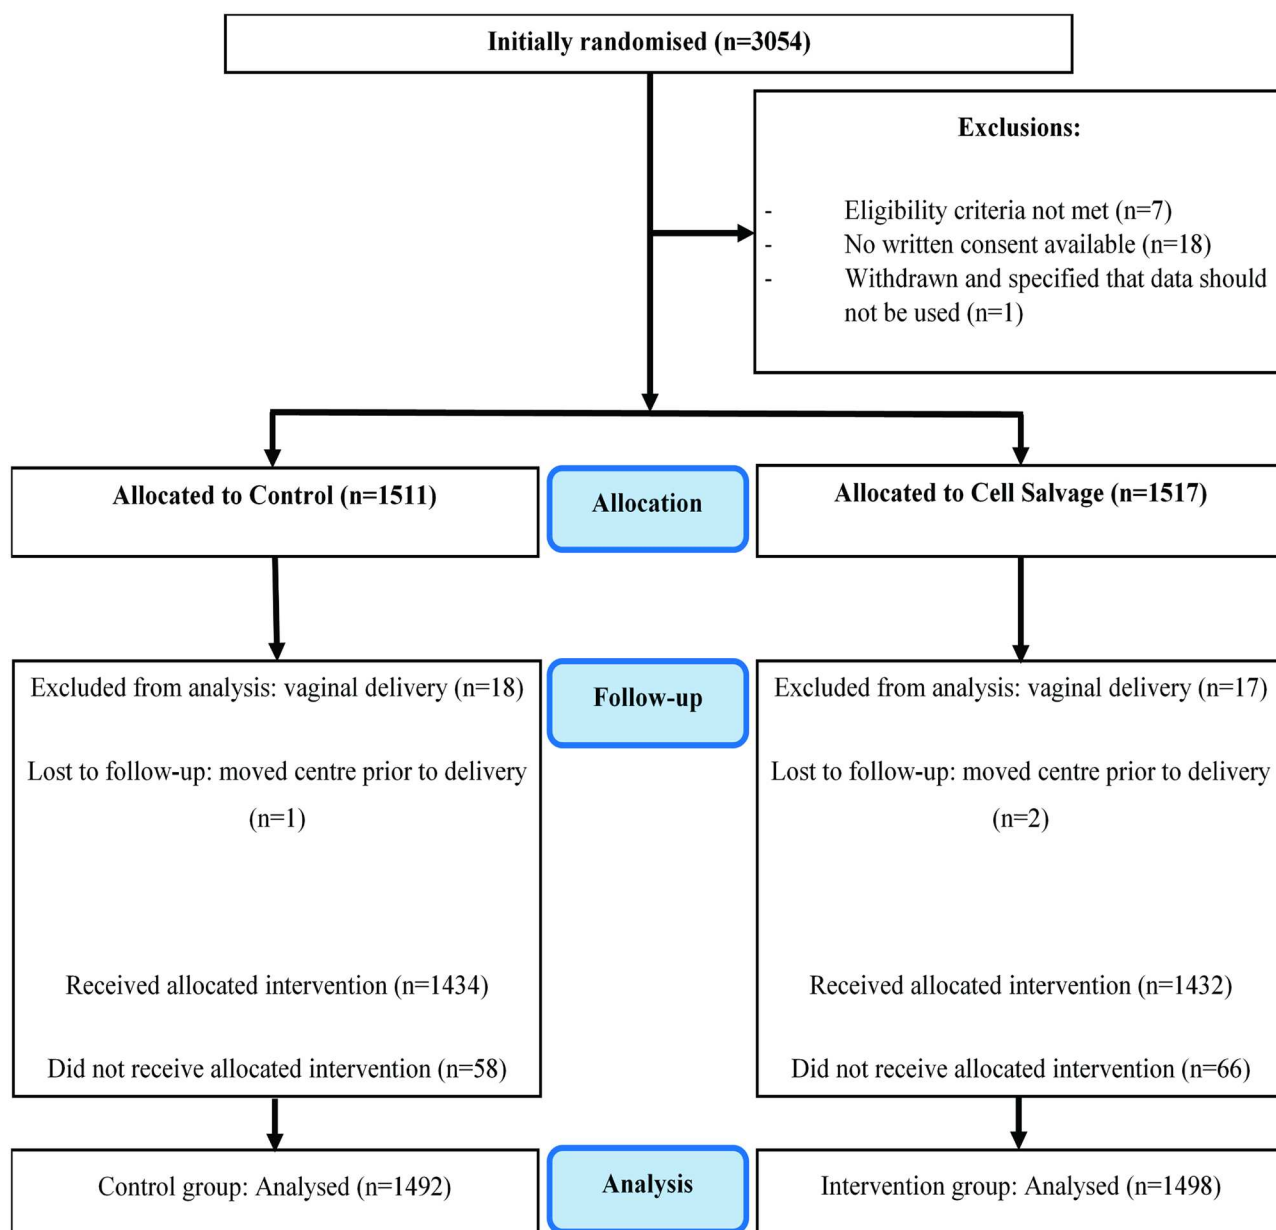 Initially randomised (n=3054)
Exclusions:
- Eligibility criteria not met (n=7)
- No written consent available (n=18)
- Withdrawn and specified that data should
not be used (n=1)
Allocated to Control (n=1511)
Allocation
Allocated to Cell Salvage (n=1517)
Excluded from analysis: vaginal delivery (n=18)
Lost to follow-up: moved centre prior to delivery
(n=1)
Received allocated intervention (n=1434)
Did not receive allocated intervention (n=58)
Follow-up
Excluded from analysis: vaginal delivery (n=17)
Lost to follow-up: moved centre prior to delivery
(n=2)
Received allocated intervention (n=1432)
Did not receive allocated intervention (n=66)
Control group: Analysed (n=1492)
Analysis
Intervention group: Analysed (n=1498)